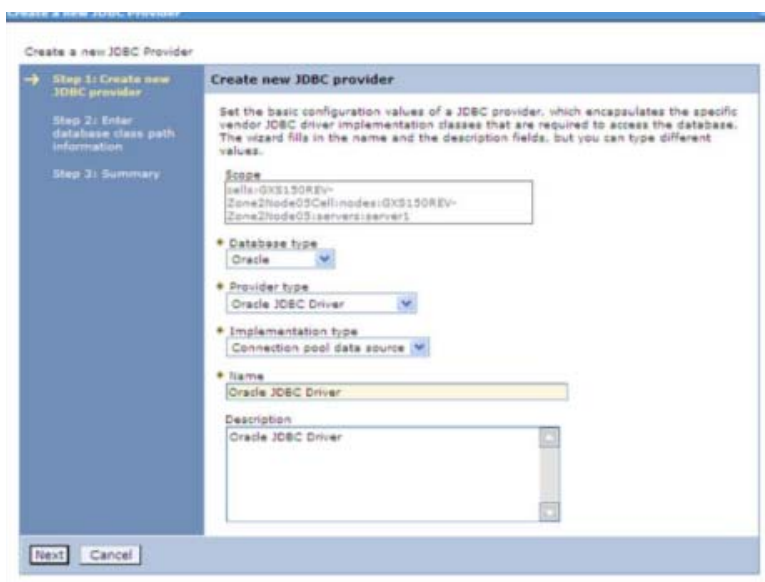 Create a new JDBC Provider
Create a new JDBC Provider
Step 1: Create new
JDBC provider
Step 2: Enter
database class path
information
Step 3: Summary
Create new JDBC provider
Set the basic configuration values of a JDBC provider, which encapsulates the specific
vendor JDBC driver implementation classes that are required to access the database.
The wizard fills in the name and the description fields, but you can type different
values.
Scope
cells:GXS150REV-
Zone2Node05Cell:nodes:GXS150REV-
Zone2Node05:servers:server1
Database type
Oracle
Provider type
Oracle JDBC Driver
Implementation type
Connection pool data source
Name
Oracle JDBC Driver
Description
Oracle JDBC Driver
Next Cancel